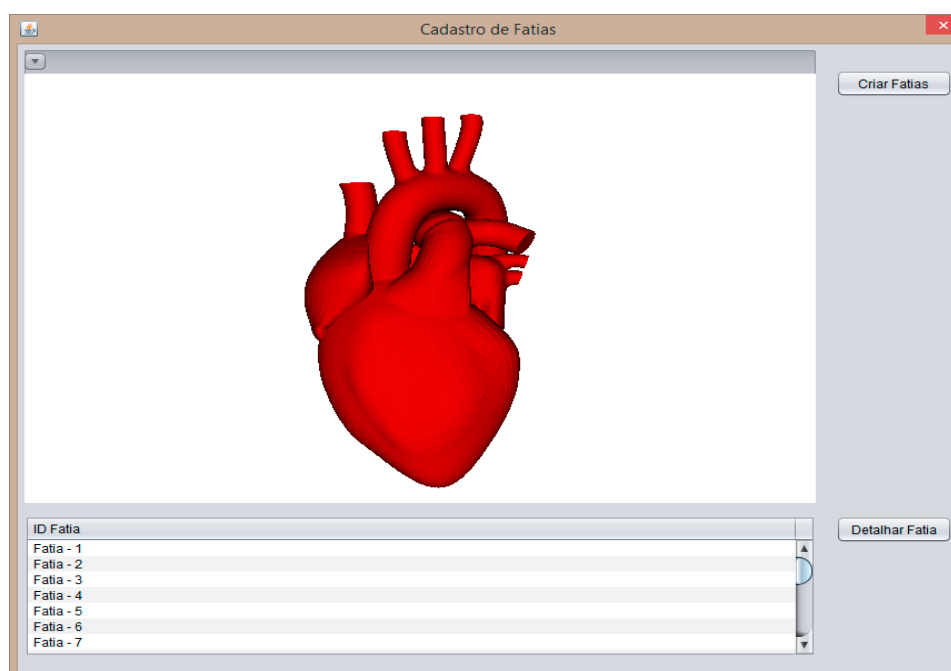 Cadastro de Fatias
Criar Fatias
ID Fatia
Detalhar Fatia
Fatia - 1
Fatia - 2
Fatia - 3
Fatia - 4
Fatia - 5
Fatia - 6
Fatia - 7